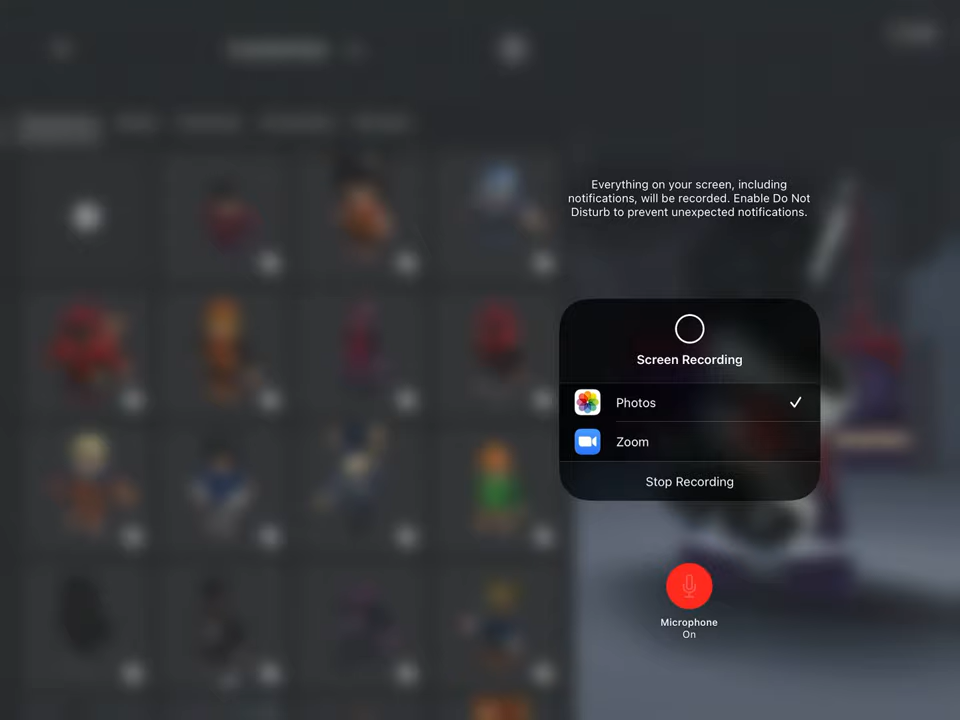 Everything on your screen, including
notifications, will be recorded. Enable Do Not
Disturb to prevent unexpected notifications.
Screen Recording
Photos
Zoom
Stop Recording
Microphone
On